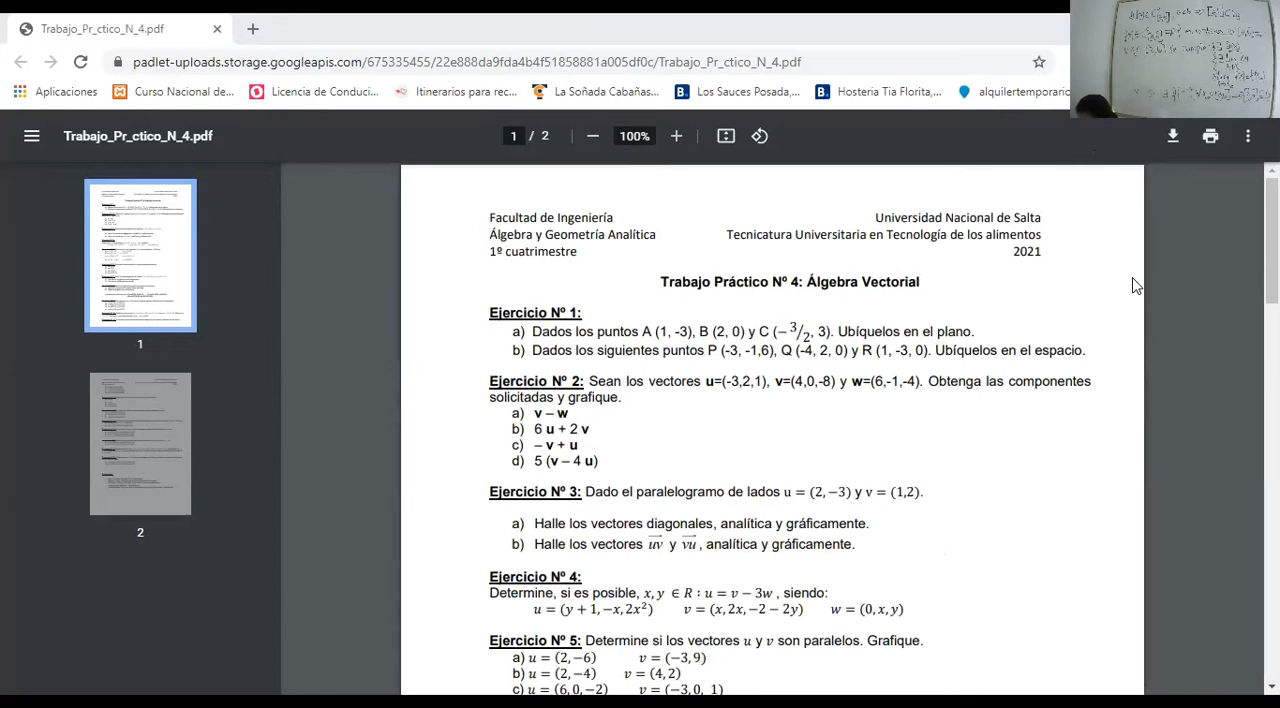 Trabajo_Pr_ctico_N_4.pdf
padlet-uploads.storage.googleapis.com/675335455/22e888da9fda4b4f51858881a005df0c/Trabajo_Pr_ctico_N_4.pdf
Aplicaciones Curso Nacional de... Licencia de Conduci... Itinerarios para rec... La Soñada Cabañas... Los Sauces Posada,... Hosteria Tia Florita,... alquilertemporario
Trabajo_Pr_ctico_N_4.pdf 1 / 2 100%
1
2
Facultad de Ingeniería Universidad Nacional de Salta
Álgebra y Geometría Analítica Tecnicatura Universitaria en Tecnología de los alimentos
1º cuatrimestre 2021
Trabajo Práctico Nº 4: Álgebra Vectorial
Ejercicio Nº 1:
a) Dados los puntos A (1, -3), B (2, 0) y C (− 3/2, 3). Ubíquelos en el plano.
b) Dados los siguientes puntos P (-3, -1,6), Q (-4, 2, 0) y R (1, -3, 0). Ubíquelos en el espacio.
Ejercicio Nº 2: Sean los vectores u=(-3,2,1), v=(4,0,-8) y w=(6,-1,-4). Obtenga las componentes
solicitadas y grafique.
a) v – w
b) 6 u + 2 v
c) – v + u
d) 5 (v – 4 u)
Ejercicio Nº 3: Dado el paralelogramo de lados u = (2, −3) y v = (1,2).
a) Halle los vectores diagonales, analítica y gráficamente.
b) Halle los vectores uv y vu, analítica y gráficamente.
Ejercicio Nº 4:
Determine, si es posible, x, y ∈ R ∶ u = v − 3w , siendo:
u = (y + 1, −x, 2x²) v = (x, 2x, −2 − 2y) w = (0, x, y)
Ejercicio Nº 5: Determine si los vectores u y v son paralelos. Grafique.
a) u = (2, −6) v = (−3, 9)
b) u = (2, −4) v = (4, 2)
c) u = (6, 0, −2) v = (−3, 0, 1)